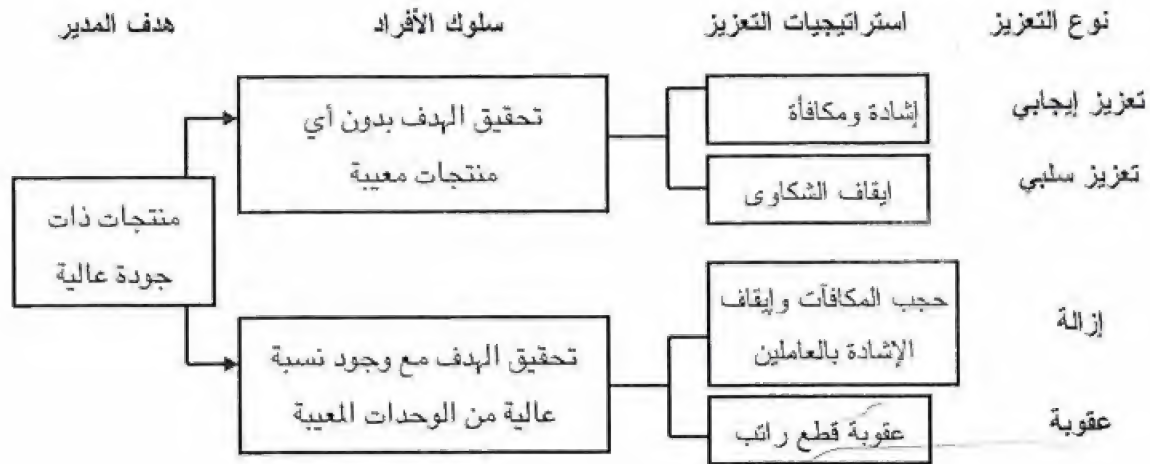 نوع التعزيز
استراتيجيات التعزيز
سلوك الأفراد
هدف المدير
تعزيز إيجابي
إشادة ومكافأة
تحقيق الهدف بدون أي
منتجات معيبة
تعزيز سلبي
ايقاف الشكاوى
منتجات ذات
جودة عالية
إزالة
حجب المكافآت وإيقاف
الإشادة بالعاملين
تحقيق الهدف مع وجود نسبة
عالية من الوحدات المعيبة
عقوبة
عقوبة قطع راتب